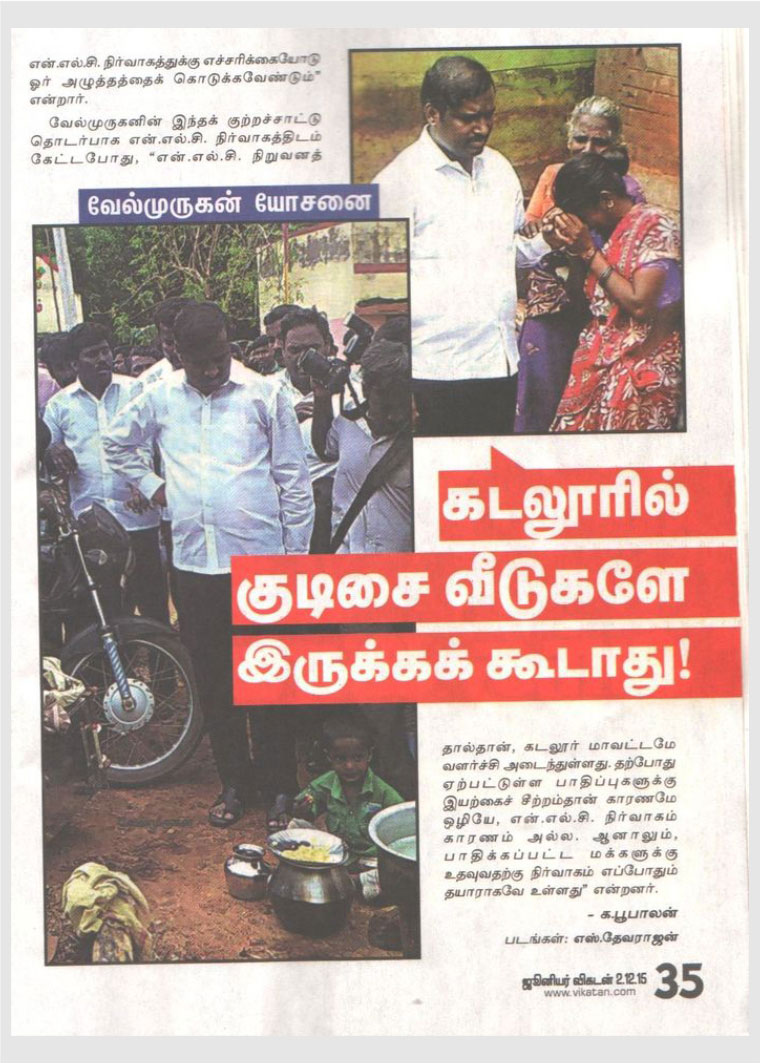 என்.எல்.சி. நிர்வாகத்துக்கு எச்சரிக்கையோடு
ஓர் அழுத்தத்தைக் கொடுக்கவேண்டும்"
என்றார்.
வேல்முருகனின் இந்தக் குற்றச்சாட்டு
தொடர்பாக என்.எல்.சி. நிர்வாகத்திடம்
கேட்டபோது, "என்.எல்.சி. நிறுவனத்
வேல்முருகன் யோசனை
கடலூரில்
குடிசை வீடுகளே
இருக்கக் கூடாது!
தால்தான், கடலூர் மாவட்டமே
வளர்ச்சி அடைந்துள்ளது. தற்போது
ஏற்பட்டுள்ள பாதிப்புகளுக்கு
இயற்கைச் சீற்றம்தான் காரணமே
ஒழியே, என்.எல்.சி. நிர்வாகம்
காரணம் அல்ல. ஆனாலும்,
பாதிக்கப்பட்ட மக்களுக்கு
உதவுவதற்கு நிர்வாகம் எப்போதும்
தயாராகவே உள்ளது" என்றனர்.
- க.பூபாலன்
படங்கள்: எஸ்.தேவராஜன்
ஜூனியர் விகடன் 2.12.15
www.vikatan.com 35